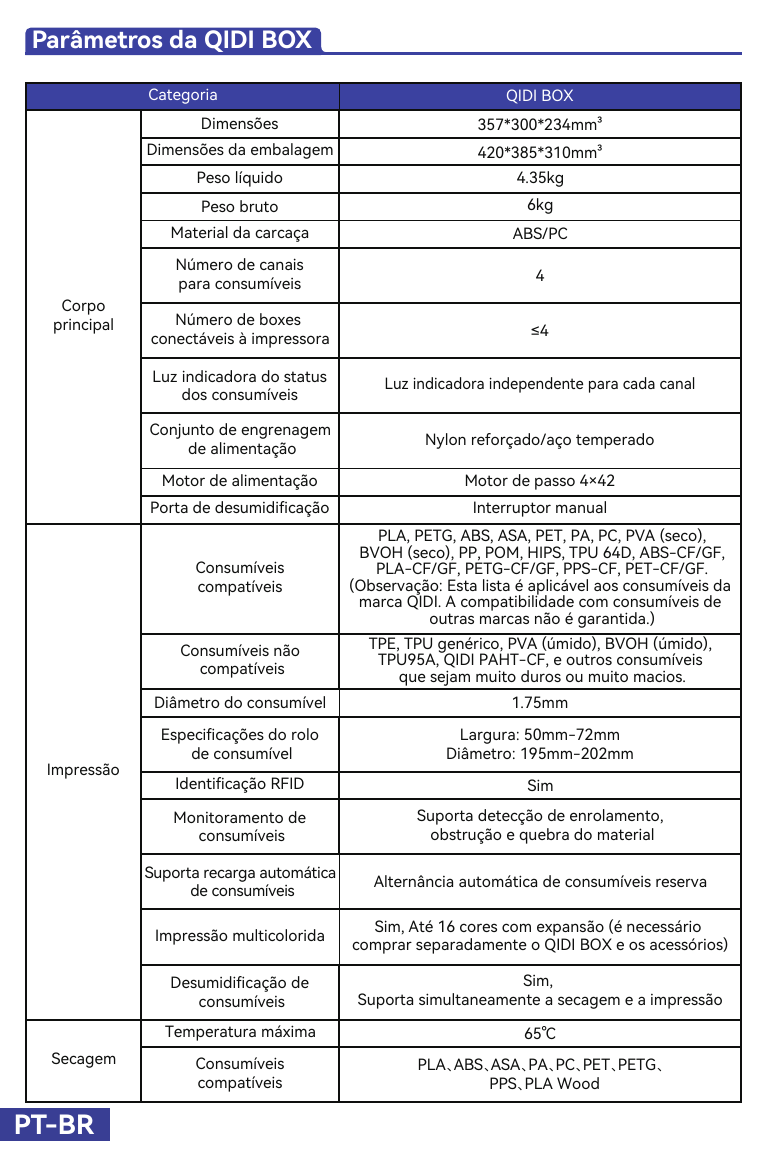 Parâmetros da QIDI BOX
Categoria
QIDI BOX
Corpo
principal
Dimensões
357*300*234mm³
Dimensões da embalagem
420*385*310mm³
Peso líquido
4.35kg
Peso bruto
6kg
Material da carcaça
ABS/PC
Número de canais
para consumíveis
4
Número de boxes
conectáveis à impressora
≤4
Luz indicadora do status
dos consumíveis
Luz indicadora independente para cada canal
Conjunto de engrenagem
de alimentação
Nylon reforçado/aço temperado
Motor de alimentação
Motor de passo 4×42
Porta de desumidificação
Interruptor manual
Impressão
Consumíveis
compatíveis
PLA, PETG, ABS, ASA, PET, PA, PC, PVA (seco),
BVOH (seco), PP, POM, HIPS, TPU 64D, ABS-CF/GF,
PLA-CF/GF, PETG-CF/GF, PPS-CF, PET-CF/GF.
(Observação: Esta lista é aplicável aos consumíveis da
marca QIDI. A compatibilidade com consumíveis de
outras marcas não é garantida.)
Consumíveis não
compatíveis
TPE, TPU genérico, PVA (úmido), BVOH (úmido),
TPU95A, QIDI PAHT-CF, e outros consumíveis
que sejam muito duros ou muito macios.
Diâmetro do consumível
1.75mm
Especificações do rolo
de consumível
Largura: 50mm-72mm
Diâmetro: 195mm-202mm
Identificação RFID
Sim
Monitoramento de
consumíveis
Suporta detecção de enrolamento,
obstrução e quebra do material
Suporta recarga automática
de consumíveis
Alternância automática de consumíveis reserva
Impressão multicolorida
Sim, Até 16 cores com expansão (é necessário
comprar separadamente o QIDI BOX e os acessórios)
Desumidificação de
consumíveis
Sim,
Suporta simultaneamente a secagem e a impressão
Secagem
Temperatura máxima
65℃
Consumíveis
compatíveis
PLA、ABS、ASA、PA、PC、PET、PETG、
PPS、PLA Wood
PT-BR